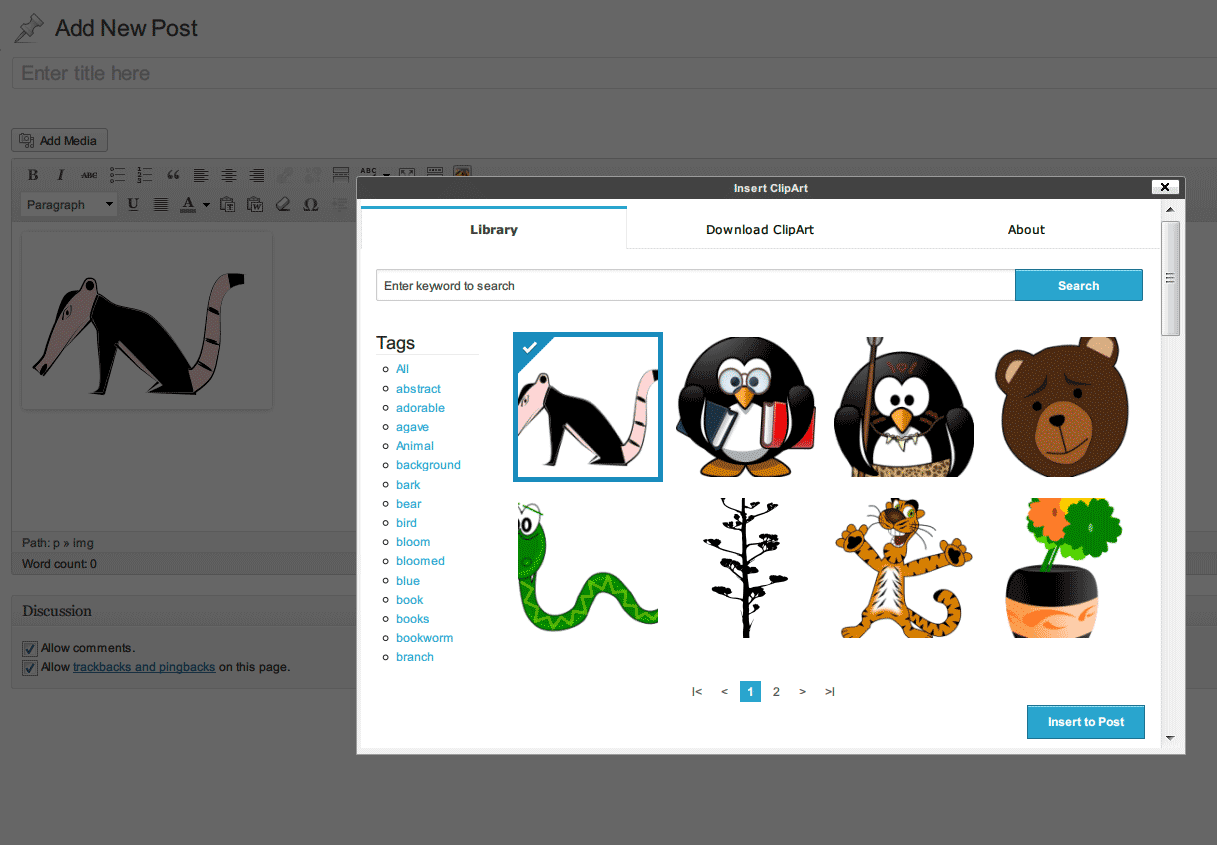 Add New Post
Enter title here
Add Media
B I ABC ABC
Paragraph U A Ω
Path: p » img
Word count: 0
Discussion
Allow comments.
Allow trackbacks and pingbacks on this page.
Insert ClipArt
Library Download ClipArt About
Enter keyword to search Search
Tags
All
abstract
adorable
agave
Animal
background
bark
bear
bird
bloom
bloomed
blue
book
books
bookworm
branch
|< < 1 2 > >|
Insert to Post